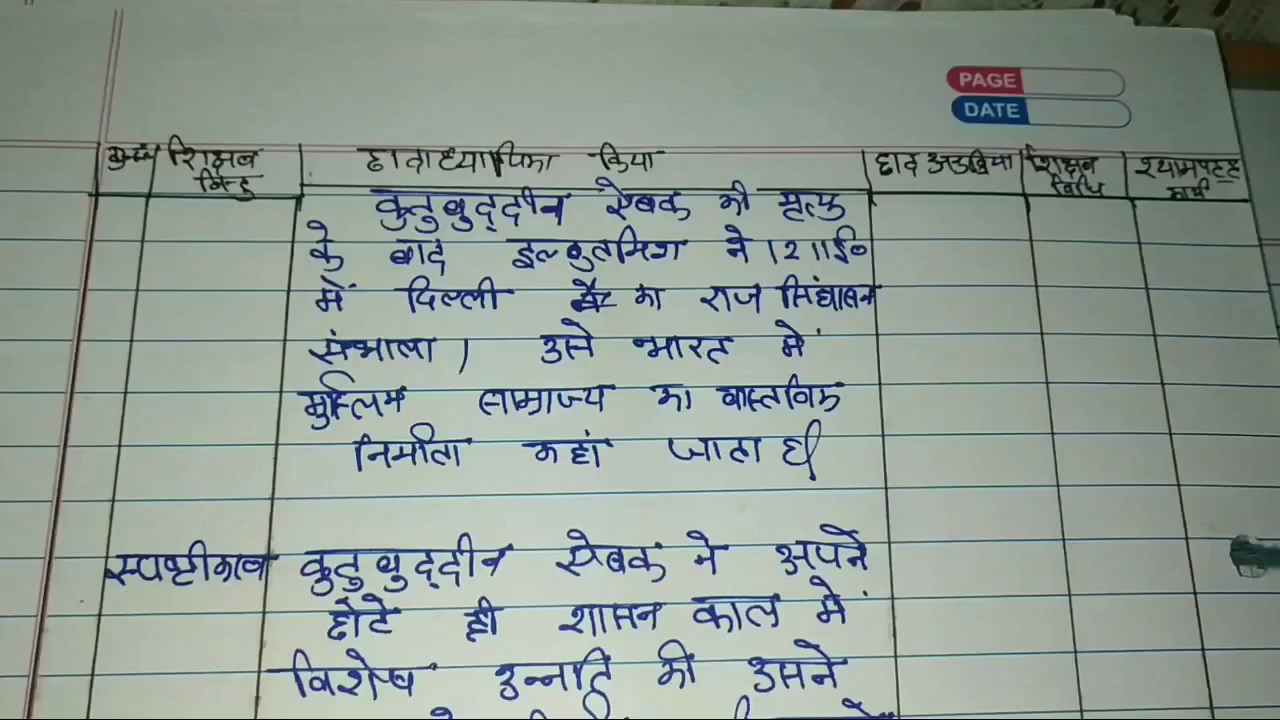 PAGE
DATE
शिक्षण छात्राध्यापिका क्रिया छात्र शिक्षण श्यामपट्ट
बिन्दु विधि कार्य
कुतुबुद्दीन ऐबक की मृत्यु
के बाद इल्तुतमिश ने 1211ई०
में दिल्ली का राज सिंघासन
संभाला। उसे भारत में
मुस्लिम साम्राज्य का वास्तविक
निर्माता कहां जाता है।
स्पष्टीकरण कुतुबुद्दीन ऐबक ने अपने
छोटे ही शासन काल में
विशेष उन्नति की उसने